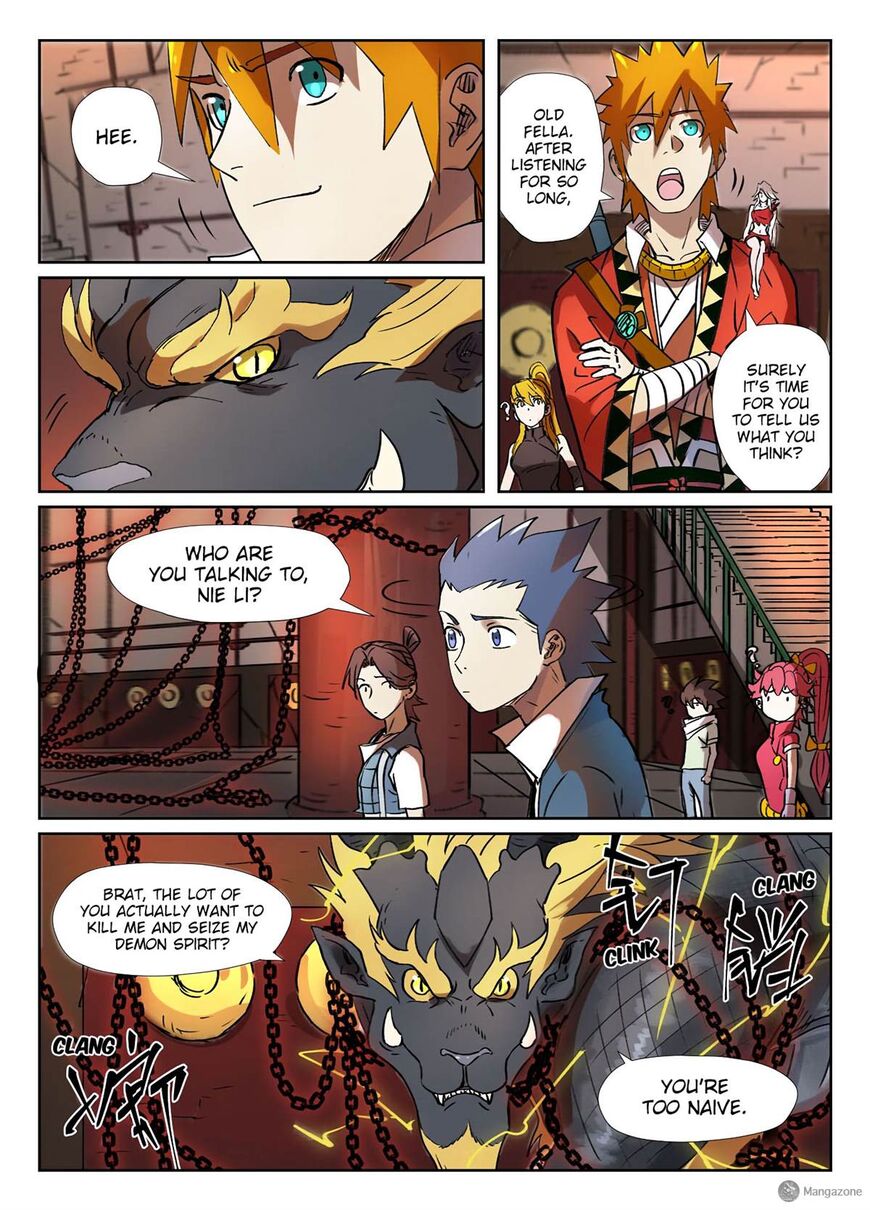 HEE.
OLD
FELLA.
AFTER
LISTENING
FOR SO
LONG,
SURELY
IT'S TIME
FOR YOU
TO TELL US
WHAT YOU
THINK?
?
WHO ARE
YOU TALKING TO,
NIE LI?
?
?
BRAT, THE LOT OF
YOU ACTUALLY WANT TO
KILL ME AND SEIZE MY
DEMON SPIRIT?
CLINK
CLANG
CLANG
YOU'RE
TOO NAIVE.
Mangazone